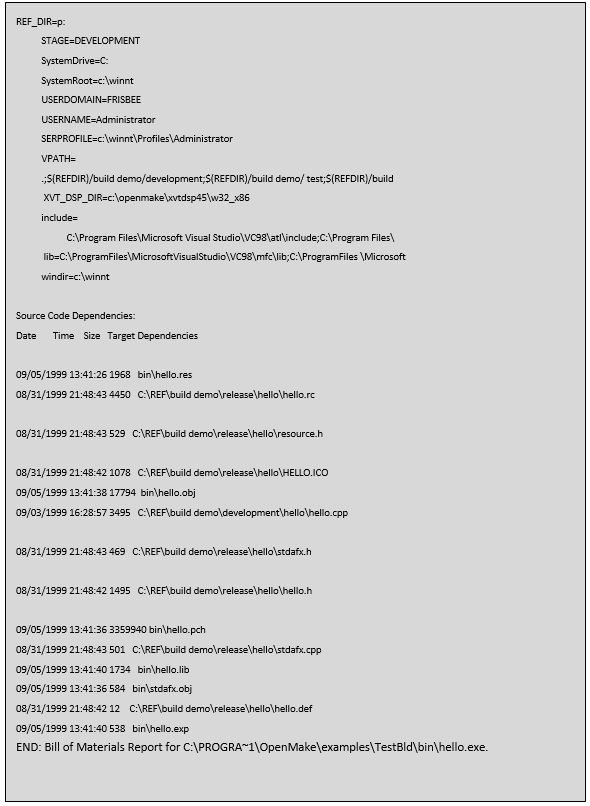 REF_DIR=p:
STAGE=DEVELOPMENT
SystemDrive=C:
SystemRoot=c:\winnt
USERDOMAIN=FRISBEE
USERNAME=Administrator
SERPROFILE=c:\winnt\Profiles\Administrator
VPATH=
.;${REFDIR)/build demo/development;${REFDIR)/build demo/ test;${REFDIR)/build
XVT_DSP_DIR=c:\openmake\xvtdsp45\w32_x86
include=
C:\Program Files\Microsoft Visual Studio\VC98\atl\include;C:\Program Files\
lib=C:\ProgramFiles\MicrosoftVisualStudio\VC98\mfc\lib;C:\ProgramFiles \Microsoft
windir=c:\winnt
Source Code Dependencies:
Date Time Size Target Dependencies
09/05/1999 13:41:26 1968 bin\hello.res
08/31/1999 21:48:43 4450 C:\REF\build demo\release\hello\hello.rc
08/31/1999 21:48:43 529 C:\REF\build demo\release\hello\resource.h
08/31/1999 21:48:42 1078 C:\REF\build demo\release\hello\HELLO.ICO
09/05/1999 13:41:38 17794 bin\hello.obj
09/03/1999 16:28:57 3495 C:\REF\build demo\development\hello\hello.cpp
08/31/1999 21:48:43 469 C:\REF\build demo\release\hello\stdafx.h
08/31/1999 21:48:42 1495 C:\REF\build demo\release\hello\hello.h
09/05/1999 13:41:36 3359940 bin\hello.pch
08/31/1999 21:48:43 501 C:\REF\build demo\release\hello\stdafx.cpp
09/05/1999 13:41:40 1734 bin\hello.lib
09/05/1999 13:41:36 584 bin\stdafx.obj
08/31/1999 21:48:42 12 C:\REF\build demo\release\hello\hello.def
09/05/1999 13:41:40 538 bin\hello.exp
END: Bill of Materials Report for C:\PROGRA~1\OpenMake\examples\TestBld\bin\hello.exe.